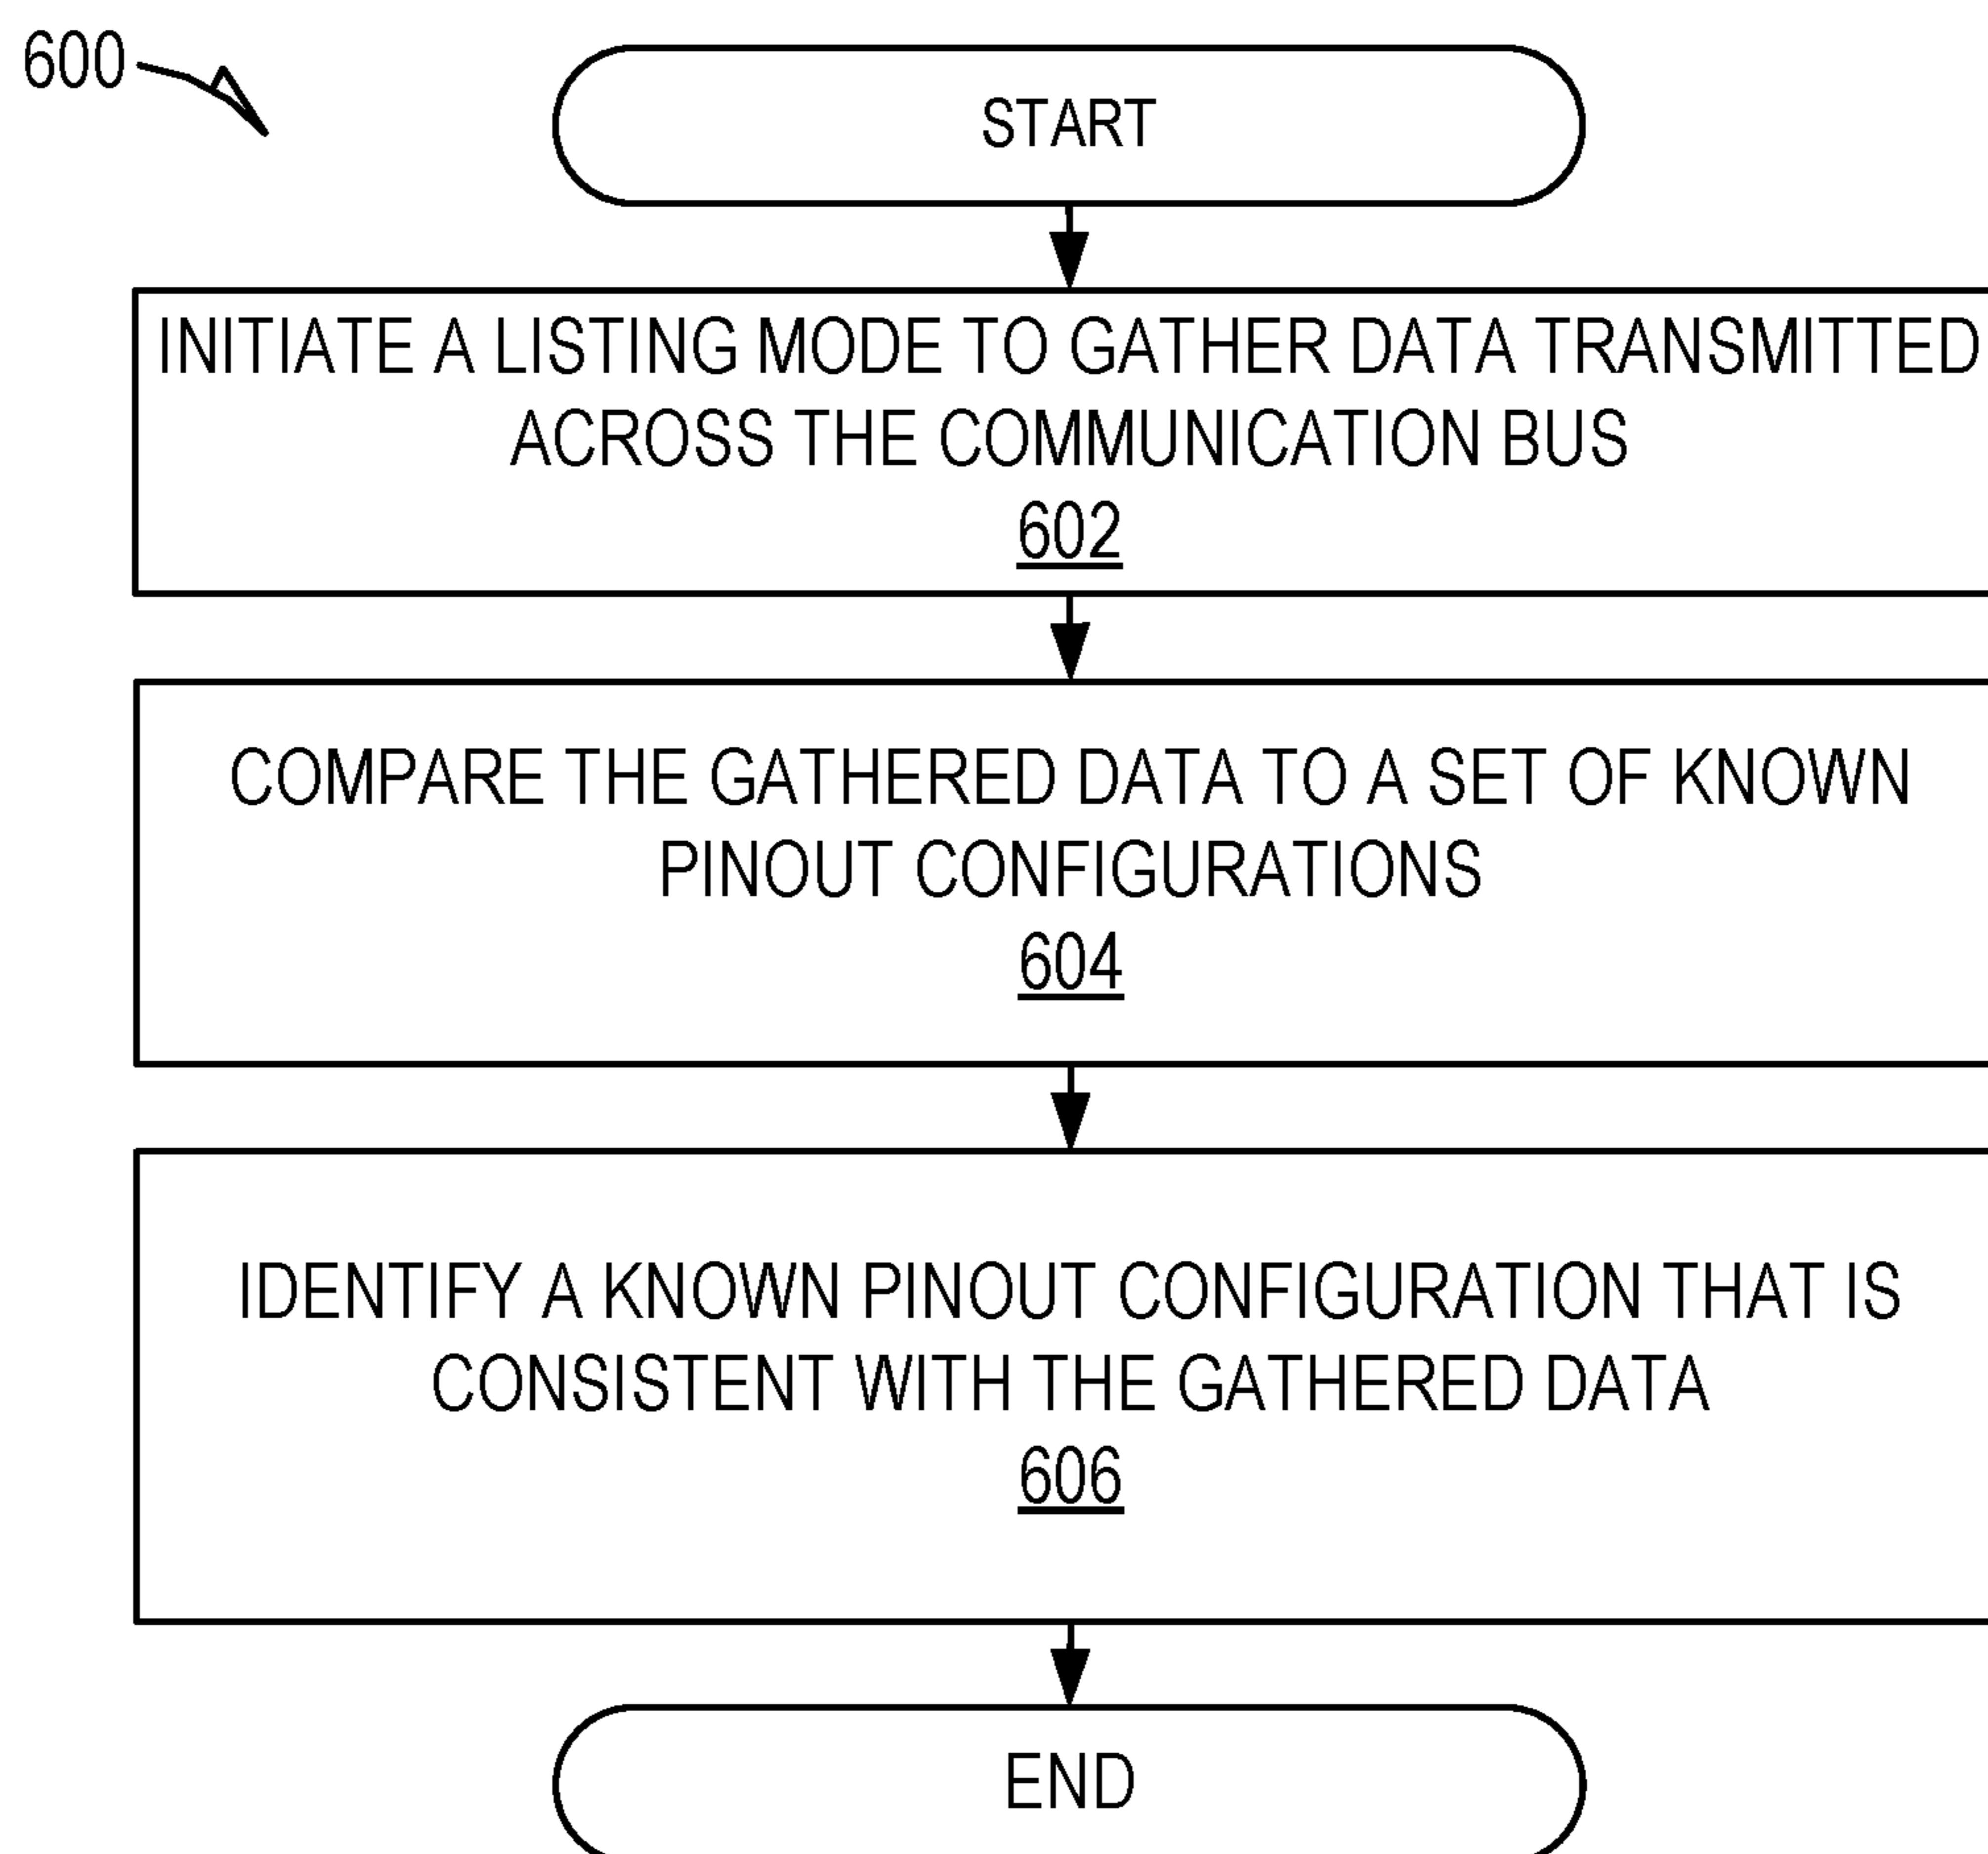 600
START
INITIATE A LISTING MODE TO GATHER DATA TRANSMITTED
ACROSS THE COMMUNICATION BUS
602
COMPARE THE GATHERED DATA TO A SET OF KNOWN
PINOUT CONFIGURATIONS
604
IDENTIFY A KNOWN PINOUT CONFIGURATION THAT IS
CONSISTENT WITH THE GATHERED DATA
606
END